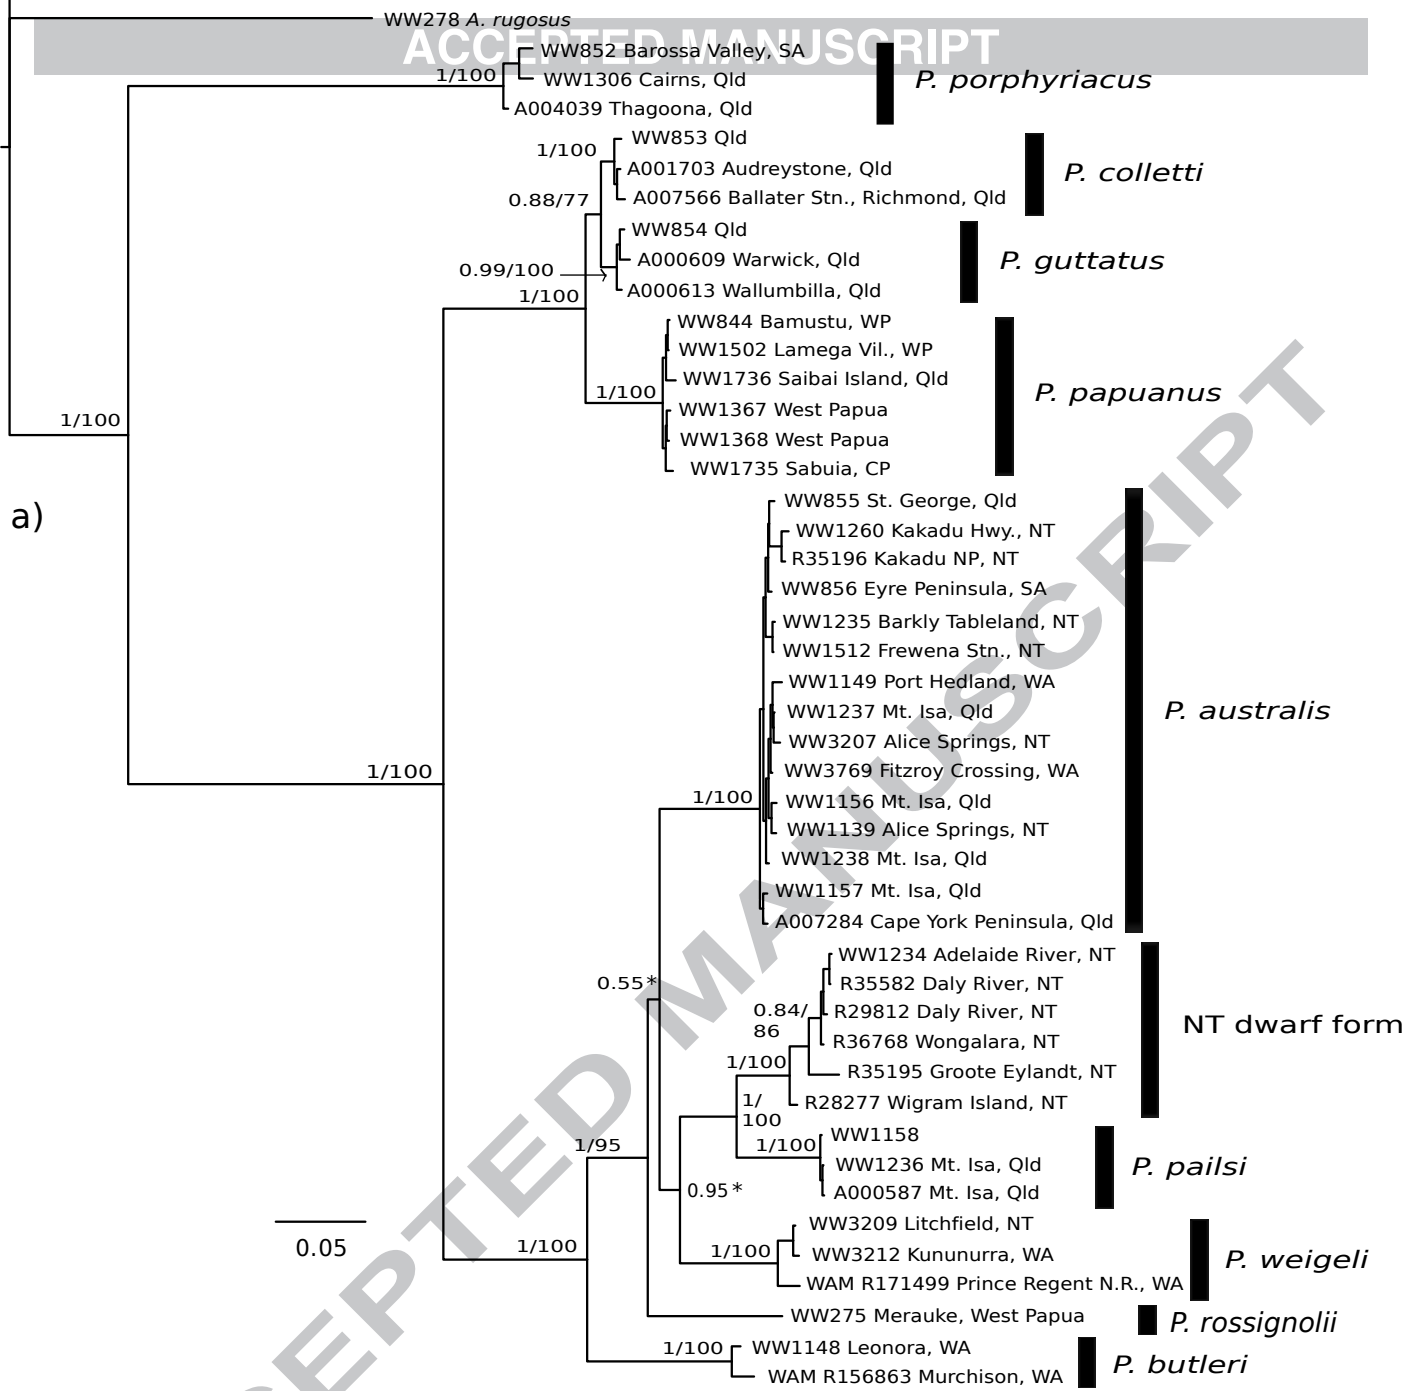 WW278 A. rugosus
ACCEPTED MANUSCRIPT
WW852 Barossa Valley, SA
1/100
WW1306 Cairns, Qld
P. porphyriacus
A004039 Thagoona, Qld
WW853 Qld
1/100
A001703 Audreystone, Qld
P. colletti
A007566 Ballater Stn., Richmond, Qld
0.88/77
WW854 Qld
A000609 Warwick, Qld
P. guttatus
0.99/100
A000613 Wallumbilla, Qld
1/100
WW844 Bamustu, WP
WW1502 Lamega Vil., WP
WW1736 Saibai Island, Qld
1/100
P. papuanus
WW1367 West Papua
1/100
WW1368 West Papua
WW1735 Sabuia, CP
WW855 St. George, Qld
a)
WW1260 Kakadu Hwy., NT
R35196 Kakadu NP, NT
WW856 Eyre Peninsula, SA
WW1235 Barkly Tableland, NT
WW1512 Frewena Stn., NT
WW1149 Port Hedland, WA
WW1237 Mt. Isa, Qld
P. australis
WW3207 Alice Springs, NT
WW3769 Fitzroy Crossing, WA
1/100
1/100
WW1156 Mt. Isa, Qld
WW1139 Alice Springs, NT
WW1238 Mt. Isa, Qld
WW1157 Mt. Isa, Qld
A007284 Cape York Peninsula, Qld
WW1234 Adelaide River, NT
0.55*
R35582 Daly River, NT
0.84/
86
R29812 Daly River, NT
NT dwarf form
R36768 Wongalara, NT
1/100
R35195 Groote Eylandt, NT
1/
100
R28277 Wigram Island, NT
WW1158
1/95
1/100
WW1236 Mt. Isa, Qld
P. pailsi
0.95*
A000587 Mt. Isa, Qld
WW3209 Litchfield, NT
0.05
1/100
1/100
WW3212 Kununurra, WA
P. weigeli
WAM R171499 Prince Regent N.R., WA
WW275 Merauke, West Papua
P. rossignolii
1/100
WW1148 Leonora, WA
P. butleri
WAM R156863 Murchison, WA
CEPTED MANUSCRIPT